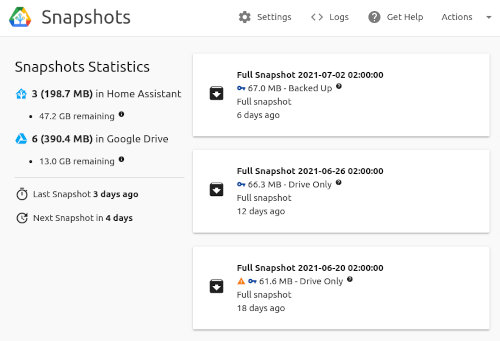 Snapshots
Settings
Logs
Get Help
Actions
Snapshots Statistics
3 (198.7 MB) in Home Assistant
47.2 GB remaining
6 (390.4 MB) in Google Drive
13.0 GB remaining
Last Snapshot 3 days ago
Next Snapshot in 4 days
Full Snapshot 2021-07-02 02:00:00
67.0 MB - Backed Up
Full snapshot
6 days ago
Full Snapshot 2021-06-26 02:00:00
66.3 MB - Drive Only
Full snapshot
12 days ago
Full Snapshot 2021-06-20 02:00:00
61.6 MB - Drive Only
Full snapshot
18 days ago